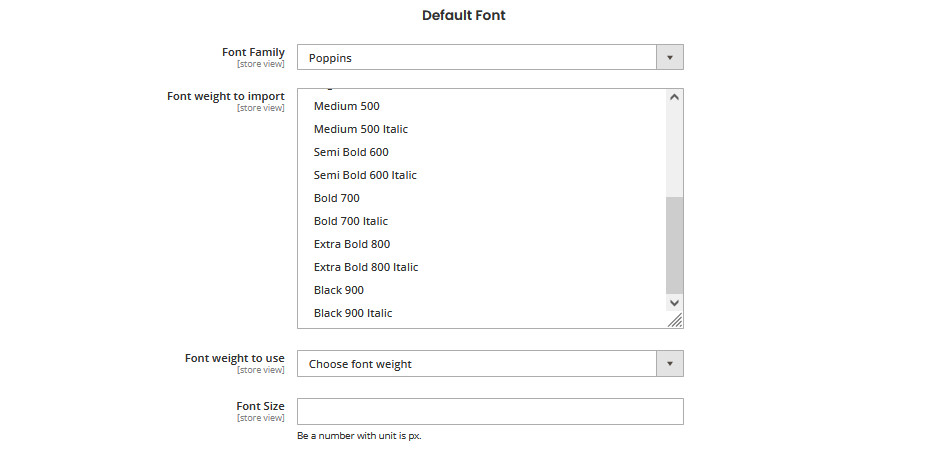 Default Font
Font Family
[store view]
Poppins
Font weight to import
[store view]
Medium 500
Medium 500 Italic
Semi Bold 600
Semi Bold 600 Italic
Bold 700
Bold 700 Italic
Extra Bold 800
Extra Bold 800 Italic
Black 900
Black 900 Italic
Font weight to use
[store view]
Choose font weight
Font Size
[store view]
Be a number with unit is px.